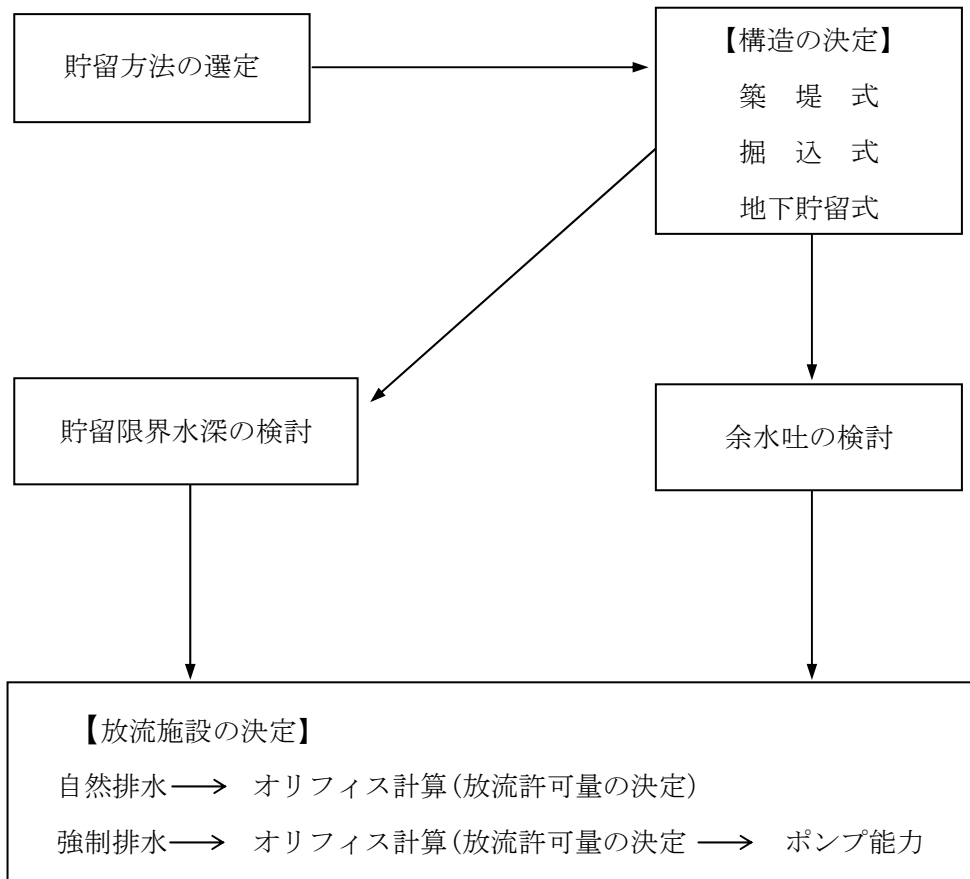 貯留方法の選定
【構造の決定】
築　堤　式
掘　込　式
地下貯留式
貯留限界水深の検討
余水吐の検討
【放流施設の決定】
自然排水→　オリフィス計算(放流許可量の決定)
強制排水→　オリフィス計算(放流許可量の決定　→　ポンプ能力